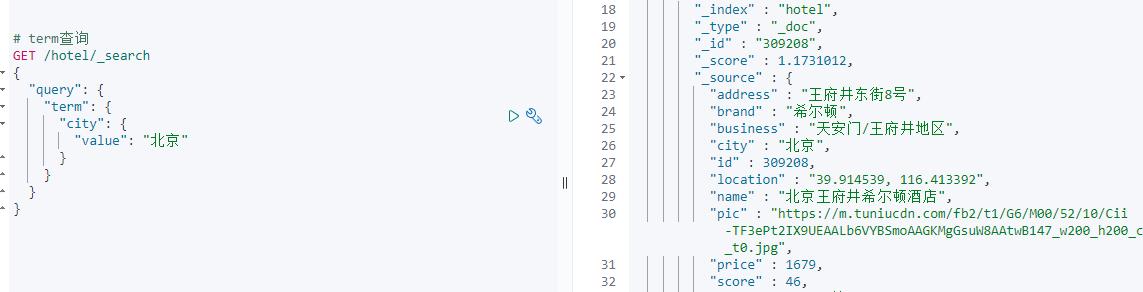 # term查询
GET /hotel/_search
{
  "query": {
    "term": {
      "city": {
        "value": "北京"
      }
    }
  }
}
18 "_index" : "hotel",
19 "_type" : "_doc",
20 "_id" : "309208",
21 "_score" : 1.1731012,
22 "_source" : {
23 "address" : "王府井东街8号",
24 "brand" : "希尔顿",
25 "business" : "天安门/王府井地区",
26 "city" : "北京",
27 "id" : 309208,
28 "location" : "39.914539, 116.413392",
29 "name" : "北京王府井希尔顿酒店",
30 "pic" : "https://m.tuniucdn.com/fb2/t1/G6/M00/52/10/Cii
-TF3ePt2IX9UEAALb6VYBSmoAAGKMgGsuW8AAtwB147_w200_h200_c
_t0.jpg",
31 "price" : 1679,
32 "score" : 46,